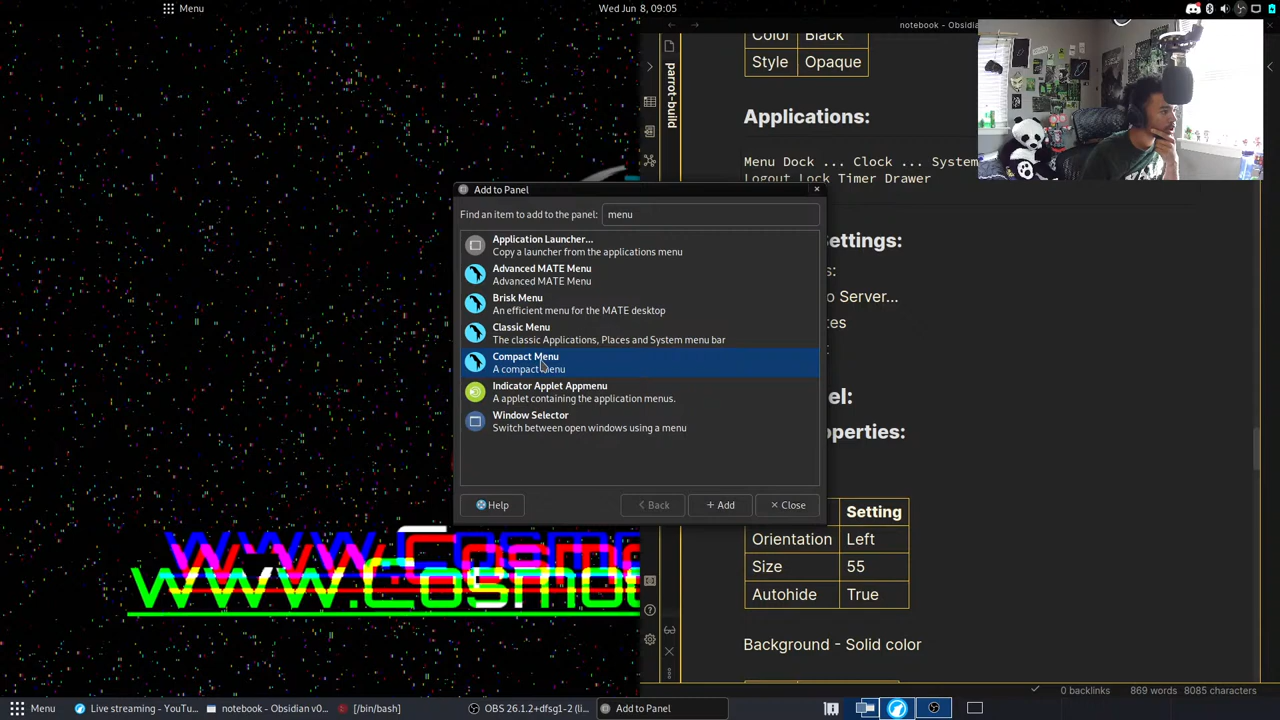 Menu
Wed Jun 8, 09:05
notebook - Obsidian
parrot-build
Color Black
Style Opaque
Applications:
Menu Dock ... Clock ... System
Logout Lock Timer Drawer
Add to Panel
Find an item to add to the panel: menu
Application Launcher...
Copy a launcher from the applications menu
Advanced MATE Menu
Advanced MATE Menu
Brisk Menu
An efficient menu for the MATE desktop
Classic Menu
The classic Applications, Places and System menu bar
Compact Menu
A compact menu
Indicator Applet Appmenu
A applet containing the application menus.
Window Selector
Switch between open windows using a menu
Help
Back
Add
Close
ettings:
s:
o Server...
tes
:
el:
operties:
Setting
Orientation Left
Size 55
Autohide True
Background - Solid color
www.Cosmo
www.Cosmo
0 backlinks 869 words 8085 characters
Menu
Live streaming - YouTu...
notebook - Obsidian v0...
[/bin/bash]
OBS 26.1.2+dfsg1-2 (li...
Add to Panel